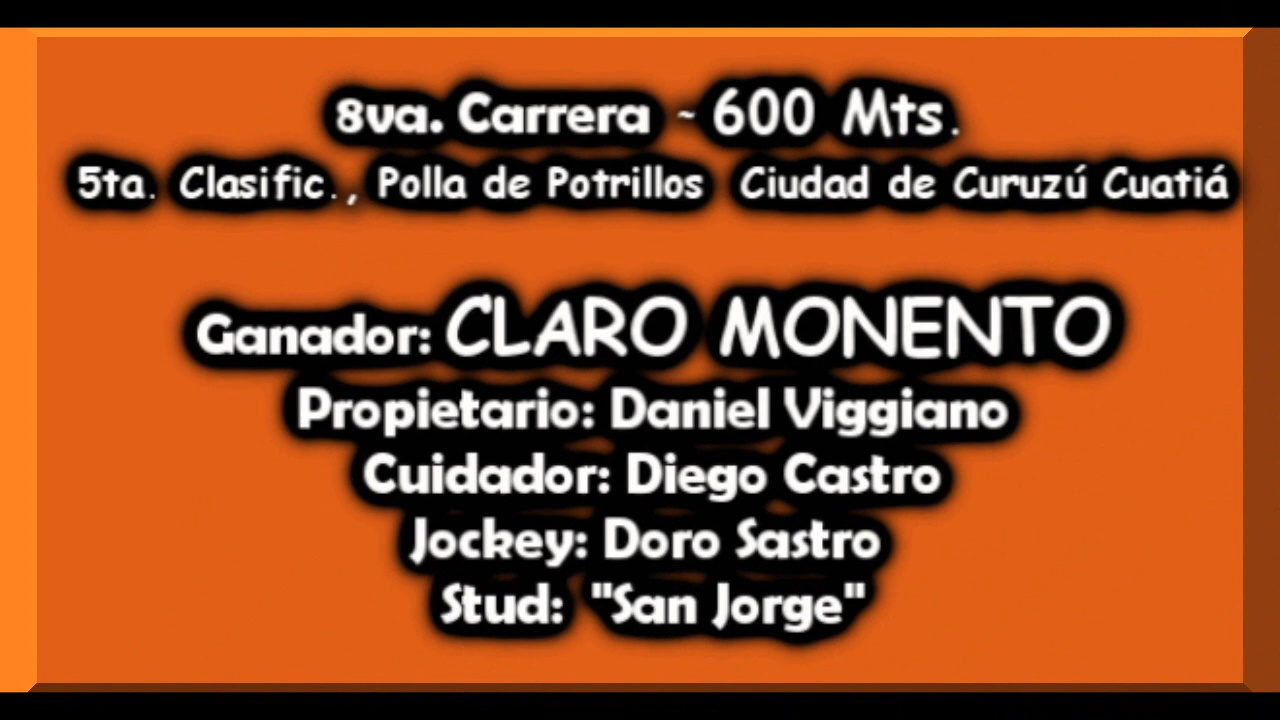 8va. Carrera - 600 Mts.
5ta. Clasific., Polla de Potrillos Ciudad de Curuzú Cuatiá
Ganador: CLARO MONENTO
Propietario: Daniel Viggiano
Cuidador: Diego Castro
Jockey: Doro Sastro
Stud: "San Jorge"